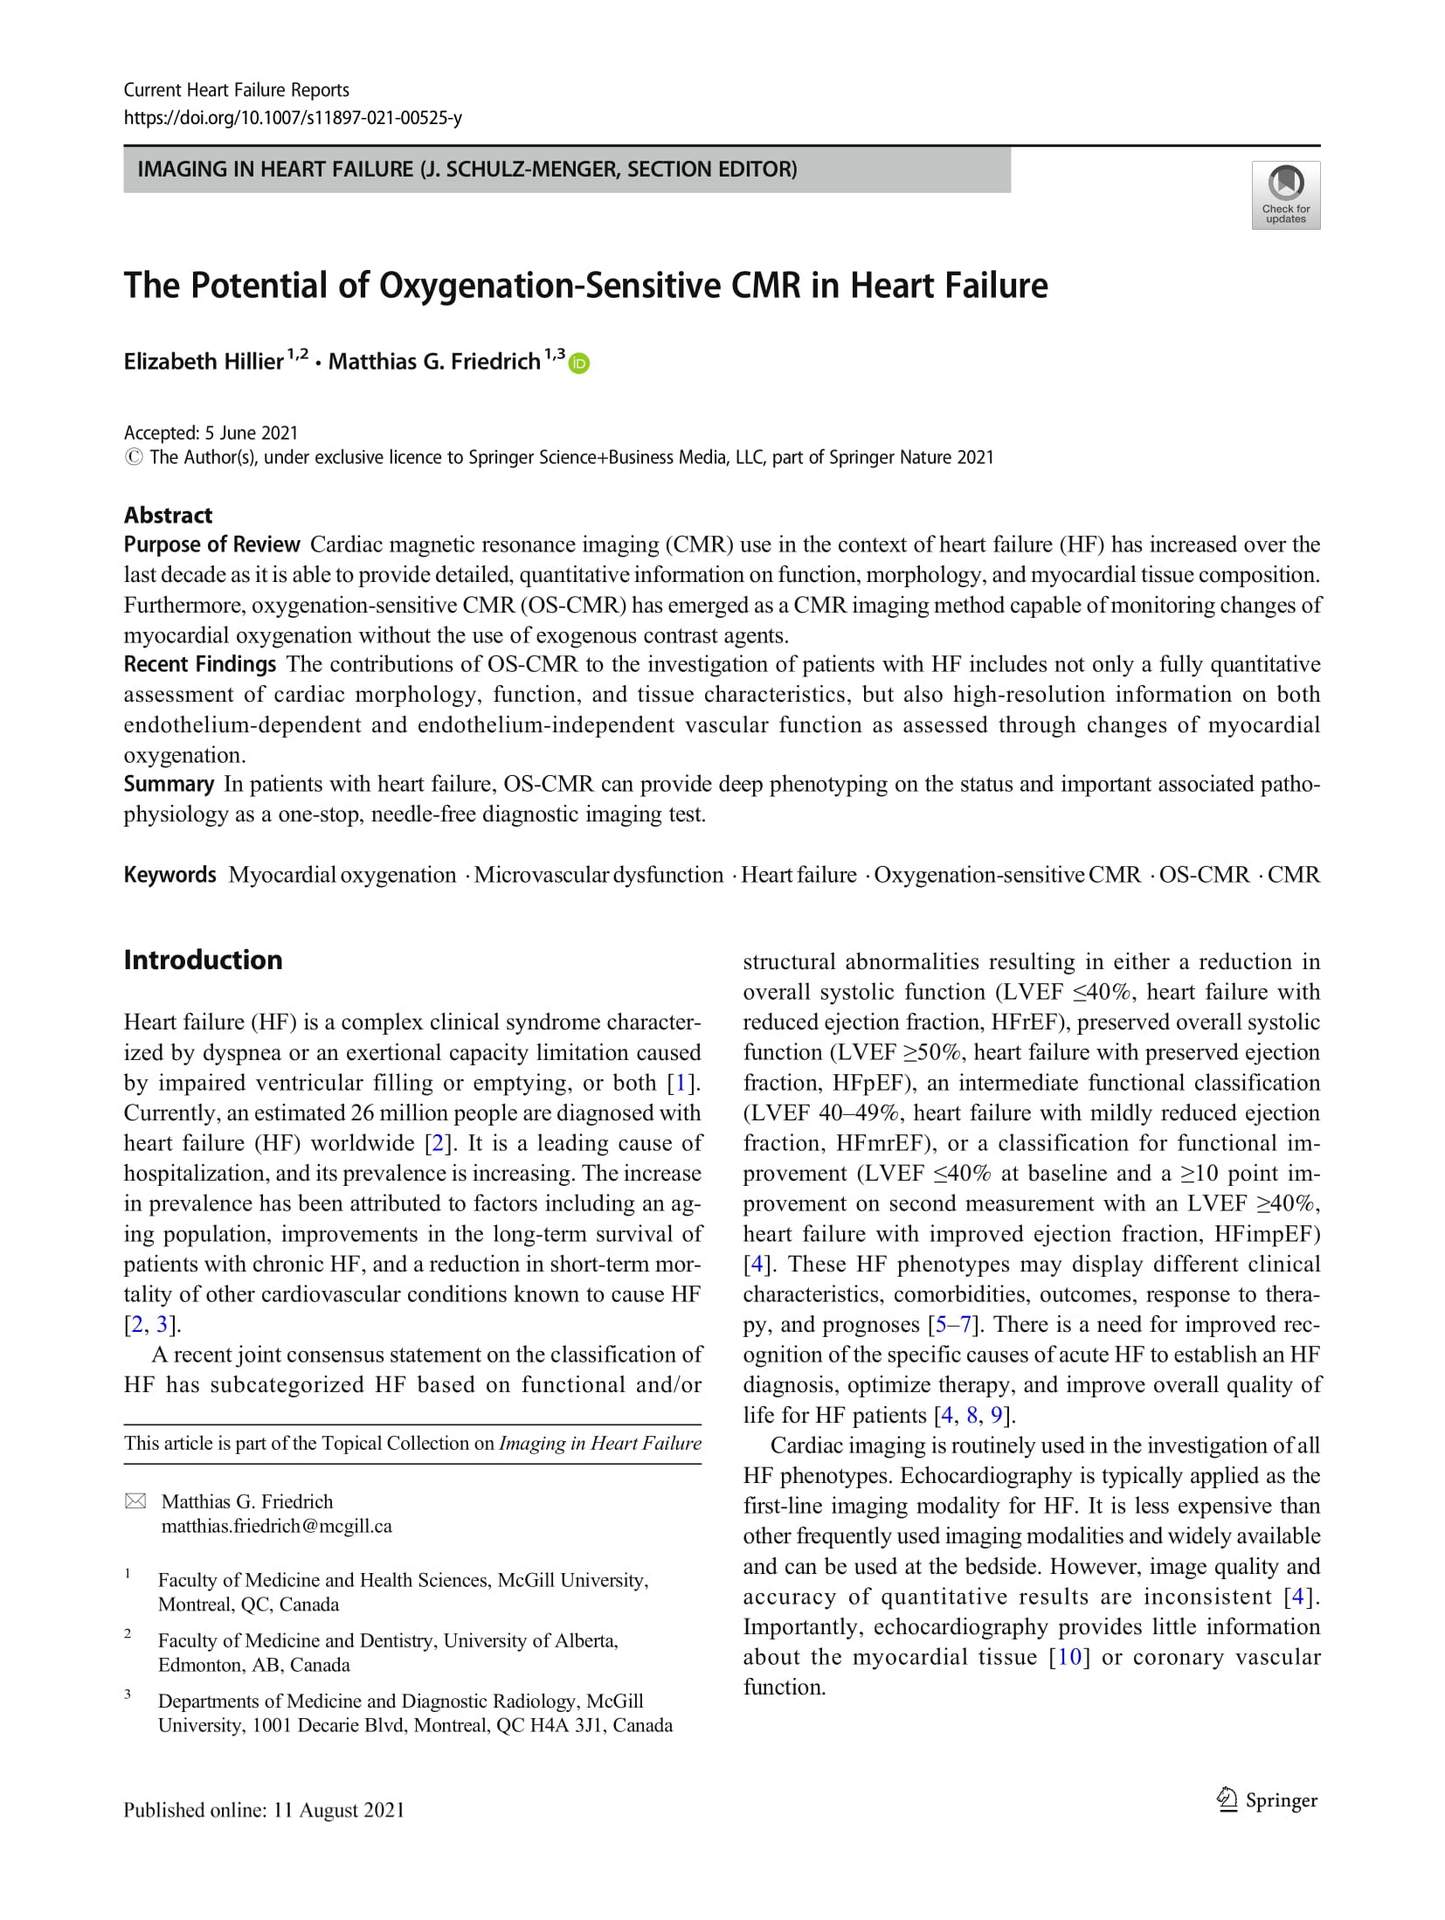 Current Heart Failure Reports
https://doi.org/10.1007/s11897-021-00525-y
IMAGING IN HEART FAILURE (J. SCHULZ-MENGER, SECTION EDITOR)
Check for
updates
The Potential of Oxygenation-Sensitive CMR in Heart Failure
Elizabeth Hillier 1,2 · Matthias G. Friedrich 1,3 iD
Accepted: 5 June 2021
© The Author(s), under exclusive licence to Springer Science+Business Media, LLC, part of Springer Nature 2021
Abstract
Purpose of Review Cardiac magnetic resonance imaging (CMR) use in the context of heart failure (HF) has increased over the
last decade as it is able to provide detailed, quantitative information on function, morphology, and myocardial tissue composition.
Furthermore, oxygenation-sensitive CMR (OS-CMR) has emerged as a CMR imaging method capable of monitoring changes of
myocardial oxygenation without the use of exogenous contrast agents.
Recent Findings The contributions of OS-CMR to the investigation of patients with HF includes not only a fully quantitative
assessment of cardiac morphology, function, and tissue characteristics, but also high-resolution information on both
endothelium-dependent and endothelium-independent vascular function as assessed through changes of myocardial
oxygenation.
Summary In patients with heart failure, OS-CMR can provide deep phenotyping on the status and important associated patho-
physiology as a one-stop, needle-free diagnostic imaging test.
Keywords Myocardial oxygenation · Microvascular dysfunction · Heart failure · Oxygenation-sensitive CMR · OS-CMR · CMR
Introduction
Heart failure (HF) is a complex clinical syndrome character-
ized by dyspnea or an exertional capacity limitation caused
by impaired ventricular filling or emptying, or both [1].
Currently, an estimated 26 million people are diagnosed with
heart failure (HF) worldwide [2]. It is a leading cause of
hospitalization, and its prevalence is increasing. The increase
in prevalence has been attributed to factors including an ag-
ing population, improvements in the long-term survival of
patients with chronic HF, and a reduction in short-term mor-
tality of other cardiovascular conditions known to cause HF
[2, 3].
A recent joint consensus statement on the classification of
HF has subcategorized HF based on functional and/or
This article is part of the Topical Collection on Imaging in Heart Failure
Matthias G. Friedrich
matthias.friedrich@mcgill.ca
1 Faculty of Medicine and Health Sciences, McGill University,
Montreal, QC, Canada
2 Faculty of Medicine and Dentistry, University of Alberta,
Edmonton, AB, Canada
3 Departments of Medicine and Diagnostic Radiology, McGill
University, 1001 Decarie Blvd, Montreal, QC H4A 3J1, Canada
structural abnormalities resulting in either a reduction in
overall systolic function (LVEF ≤40%, heart failure with
reduced ejection fraction, HFrEF), preserved overall systolic
function (LVEF ≥50%, heart failure with preserved ejection
fraction, HFpEF), an intermediate functional classification
(LVEF 40–49%, heart failure with mildly reduced ejection
fraction, HFmrEF), or a classification for functional im-
provement (LVEF ≤40% at baseline and a ≥10 point im-
provement on second measurement with an LVEF ≥40%,
heart failure with improved ejection fraction, HFimpEF)
[4]. These HF phenotypes may display different clinical
characteristics, comorbidities, outcomes, response to thera-
py, and prognoses [5–7]. There is a need for improved rec-
ognition of the specific causes of acute HF to establish an HF
diagnosis, optimize therapy, and improve overall quality of
life for HF patients [4, 8, 9].
Cardiac imaging is routinely used in the investigation of all
HF phenotypes. Echocardiography is typically applied as the
first-line imaging modality for HF. It is less expensive than
other frequently used imaging modalities and widely available
and can be used at the bedside. However, image quality and
accuracy of quantitative results are inconsistent [4].
Importantly, echocardiography provides little information
about the myocardial tissue [10] or coronary vascular
function.
Published online: 11 August 2021
Springer